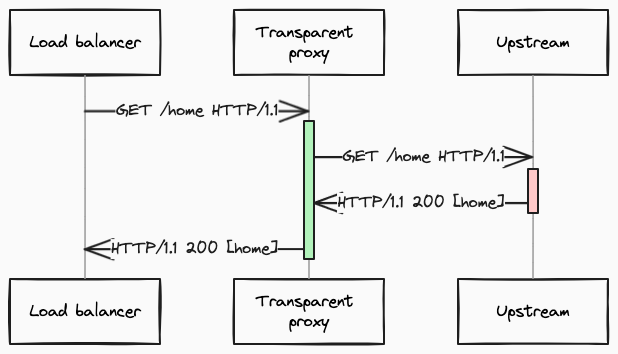 Load balancer
Transparent
proxy
Upstream
GET /home HTTP/1.1
GET /home HTTP/1.1
HTTP/1.1 200 [home]
HTTP/1.1 200 [home]
Load balancer
Transparent
proxy
Upstream